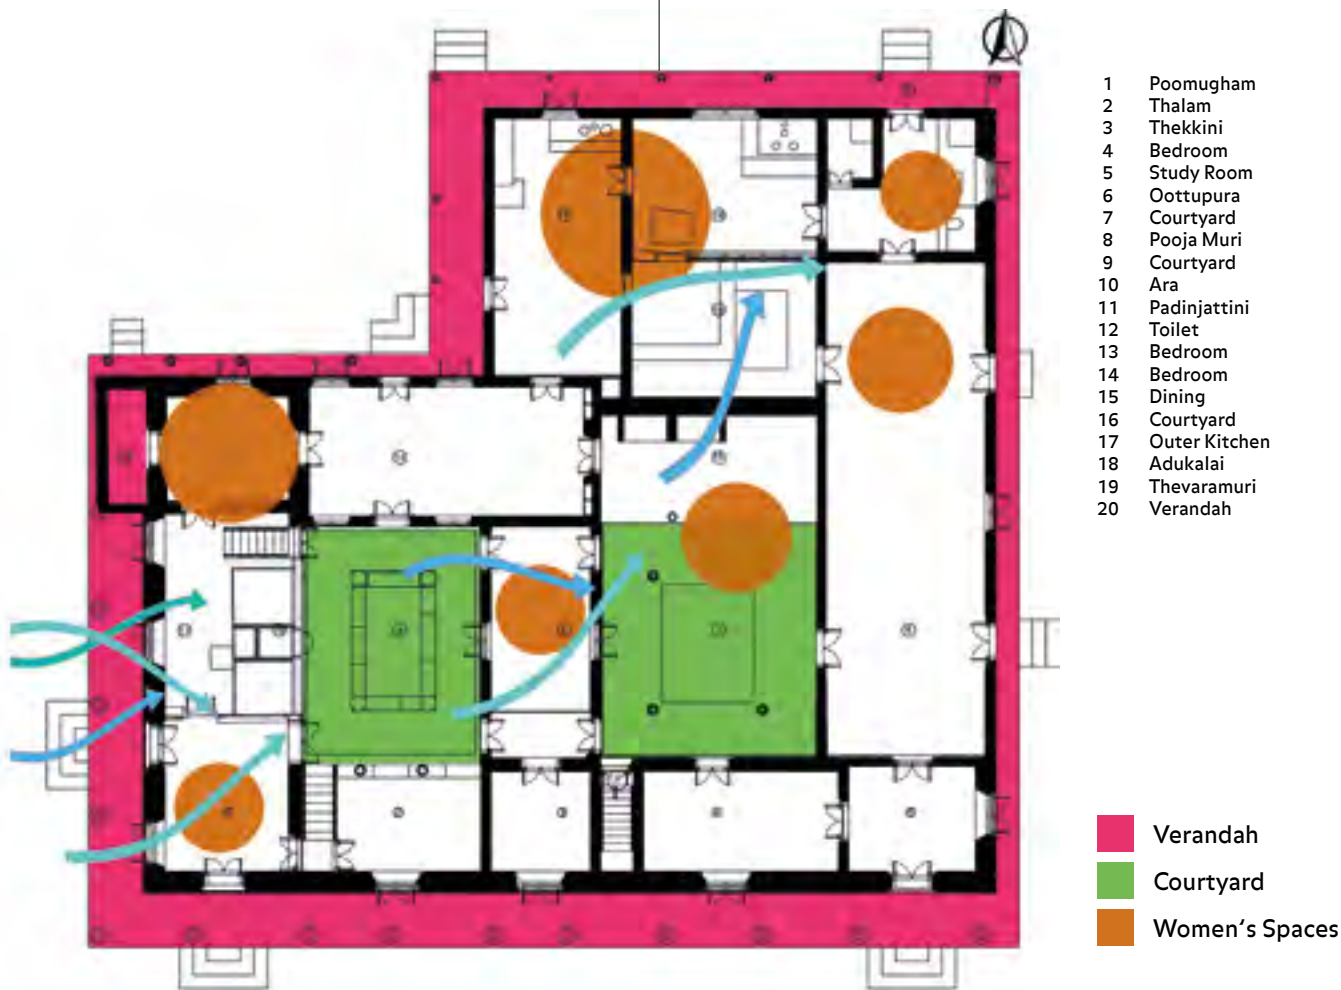 1 Poomugham
2 Thalam
3 Thekkini
4 Bedroom
5 Study Room
6 Oottupura
7 Courtyard
8 Pooja Muri
9 Courtyard
10 Ara
11 Padinjattini
12 Toilet
13 Bedroom
14 Bedroom
15 Dining
16 Courtyard
17 Outer Kitchen
18 Adukalai
19 Thevaramuri
20 Verandah
Verandah
Courtyard
Women's Spaces